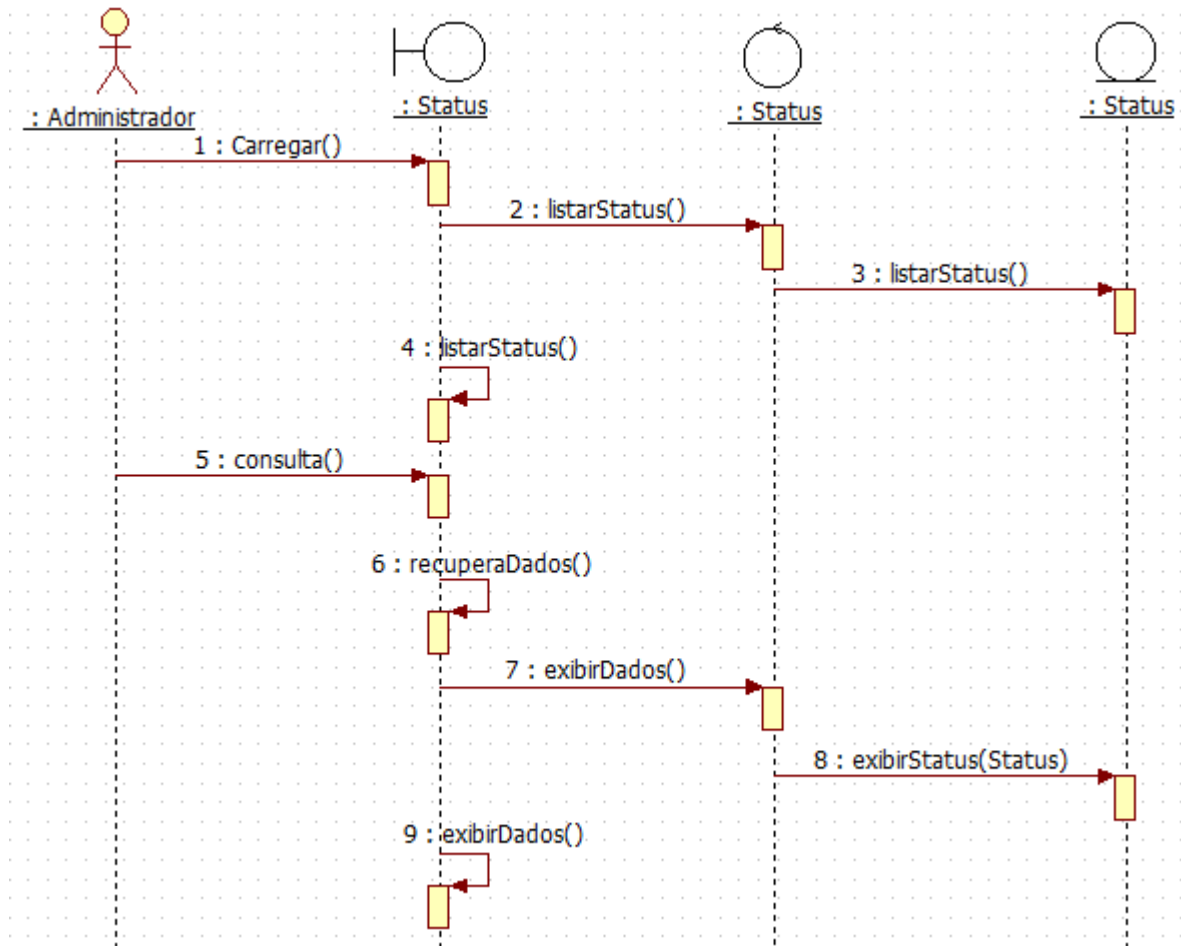 : Administrador
: Status
: Status
: Status
1 : Carregar()
2 : listarStatus()
3 : listarStatus()
4 : listarStatus()
5 : consulta()
6 : recuperaDados()
7 : exibirDados()
8 : exibirStatus(Status)
9 : exibirDados()